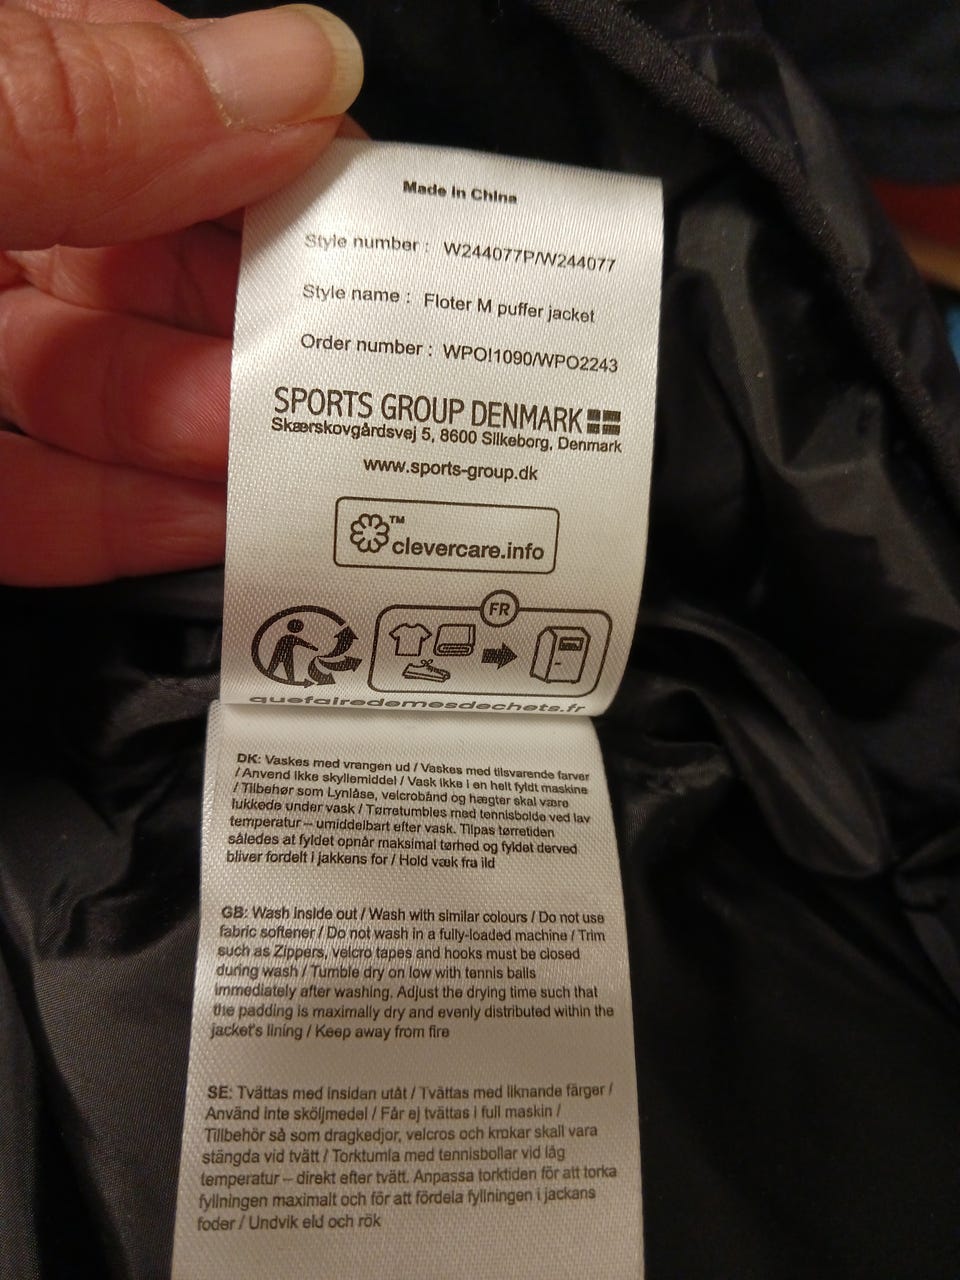 Made in China
Style number : W244077P/W244077
Style name : Floter M puffer jacket
Order number : WPO!1090/WPO2243
SPORTS GROUP DENMARK
Skærskovgårdsvej 5, 8600 Silkeborg, Denmark
www.sports-group.dk
TM
clevercare.info
FR
quefairedemesdechets.fr
DK: Vaskes med vrangen ud / Vaskes med tilsvarende farver
/ Anvend ikke skyllemiddel / Vask ikke i en helt fyldt maskine
/ Tilbehør som Lynlåse, velcrobånd og hægter skal være
lukkede under vask / Tørretumbles med tennisbolde ved lav
temperatur – umiddelbart efter vask. Tilpas tørretiden
således at fyldet opnår maksimal tørhed og fyldet derved
bliver fordelt i jakkens for / Hold væk fra ild
GB: Wash inside out / Wash with similar colours / Do not use
fabric softener / Do not wash in a fully-loaded machine / Trim
such as Zippers, velcro tapes and hooks must be closed
during wash / Tumble dry on low with tennis balls
immediately after washing. Adjust the drying time such that
the padding is maximally dry and evenly distributed within the
jacket's lining / Keep away from fire
SE: Tvättas med insidan utåt / Tvättas med liknande färger /
Använd inte sköljmedel / Får ej tvättas i full maskin /
Tillbehör så som dragkedjor, velcros och krokar skall vara
stängda vid tvätt / Torktumla med tennisbollar vid låg
temperatur – direkt efter tvätt. Anpassa torktiden för att torka
fyllningen maximalt och för att fördela fyllningen i jackans
foder / Undvik eld och rök